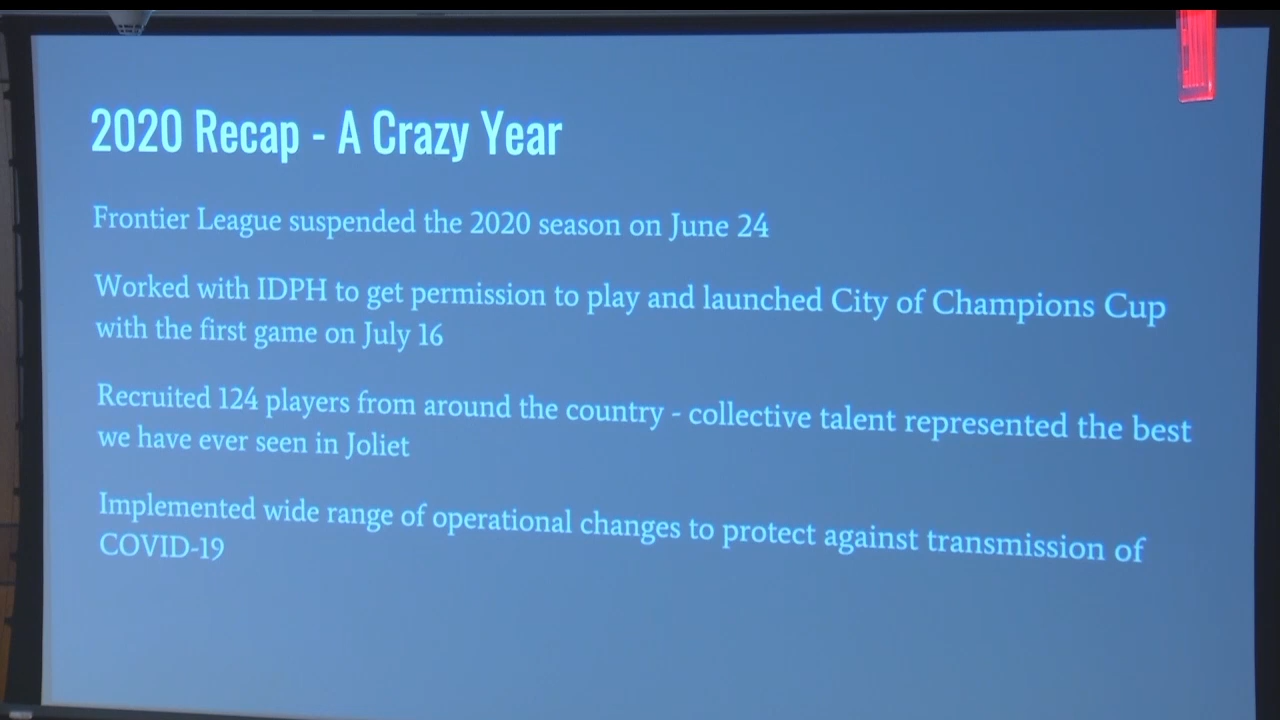 2020 Recap - A Crazy Year
Frontier League suspended the 2020 season on June 24
Worked with IDPH to get permission to play and launched City of Champions Cup
with the first game on July 16
Recruited 124 players from around the country - collective talent represented the best
we have ever seen in Joliet
Implemented wide range of operational changes to protect against transmission of
COVID-19